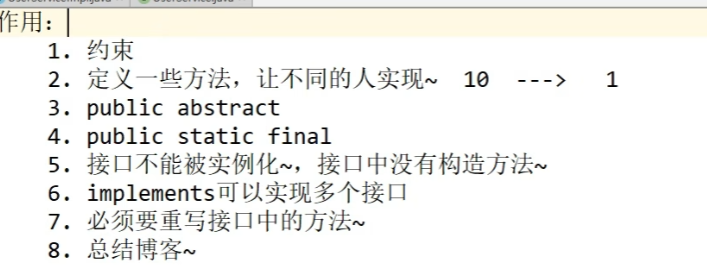 作用：
1. 约束
2. 定义一些方法，让不同的人实现~ 10 ---> 1
3. public abstract
4. public static final
5. 接口不能被实例化~，接口中没有构造方法~
6. implements可以实现多个接口
7. 必须要重写接口中的方法~
8. 总结博客~